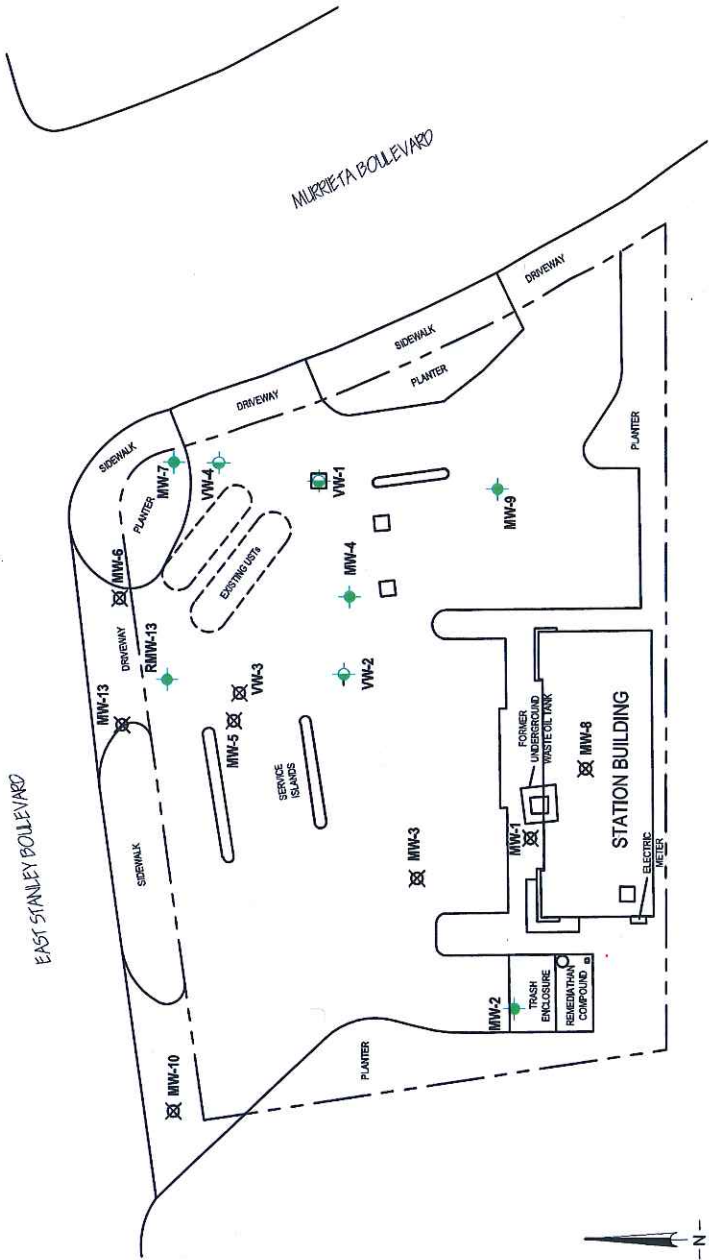 MURRIETA BOULEVARD
EAST STANLEY BOULEVARD
SIDEWALK
DRIVEWAY
PLANTER
MW-7
VW-4
MW-6
DRIVEWAY
RMW-13
MW-13
SIDEWALK
EXISTING USTs
VW-1
SIDEWALK
PLANTER
DRIVEWAY
MW-4
MW-9
VW-3
MW-5
VW-2
SERVICE
ISLANDS
PLANTER
MW-10
PLANTER
MW-3
FORMER
UNDERGROUND
WASTE OIL TANK
MW-1
MW-8
STATION BUILDING
ELECTRIC
METER
MW-2
TRASH
ENCLOSURE
REMEDIATHAN
COMPOUND
-N-